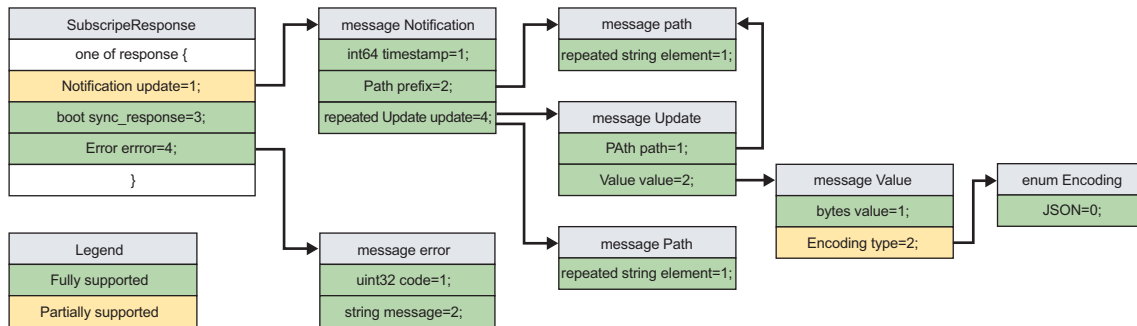 SubscripeResponse
one of response {
Notification update=1;
boot sync_response=3;
Error errror=4;
}
message Notification
int64 timestamp=1;
Path prefix=2;
repeated Update update=4;
message path
repeated string element=1;
message Update
PAth path=1;
Value value=2;
message Value
bytes value=1;
Encoding type=2;
enum Encoding
JSON=0;
message Path
repeated string element=1;
message error
uint32 code=1;
string message=2;
Legend
Fully supported
Partially supported